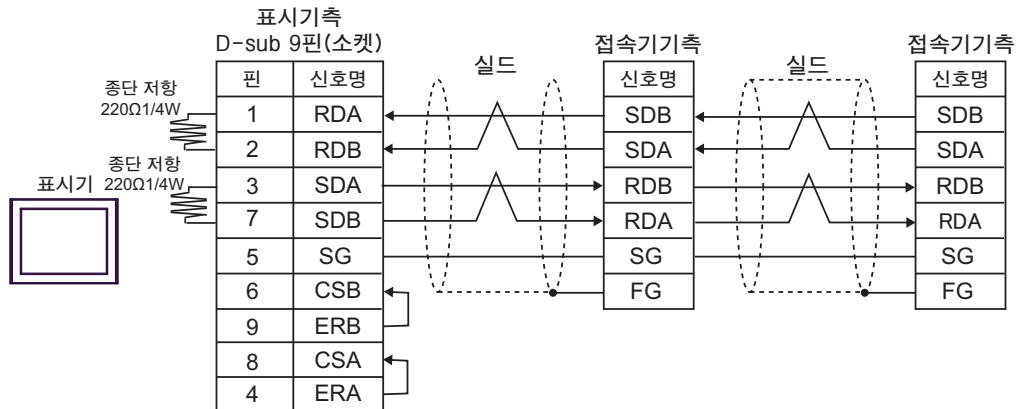 표시기측
D-sub 9핀(소켓)
핀 신호명
1 RDA
2 RDB
3 SDA
7 SDB
5 SG
6 CSB
9 ERB
8 CSA
4 ERA
종단 저항
220Ω1/4W
종단 저항
220Ω1/4W
표시기
실드
접속기기측
신호명
SDB
SDA
RDB
RDA
SG
FG
실드
접속기기측
신호명
SDB
SDA
RDB
RDA
SG
FG